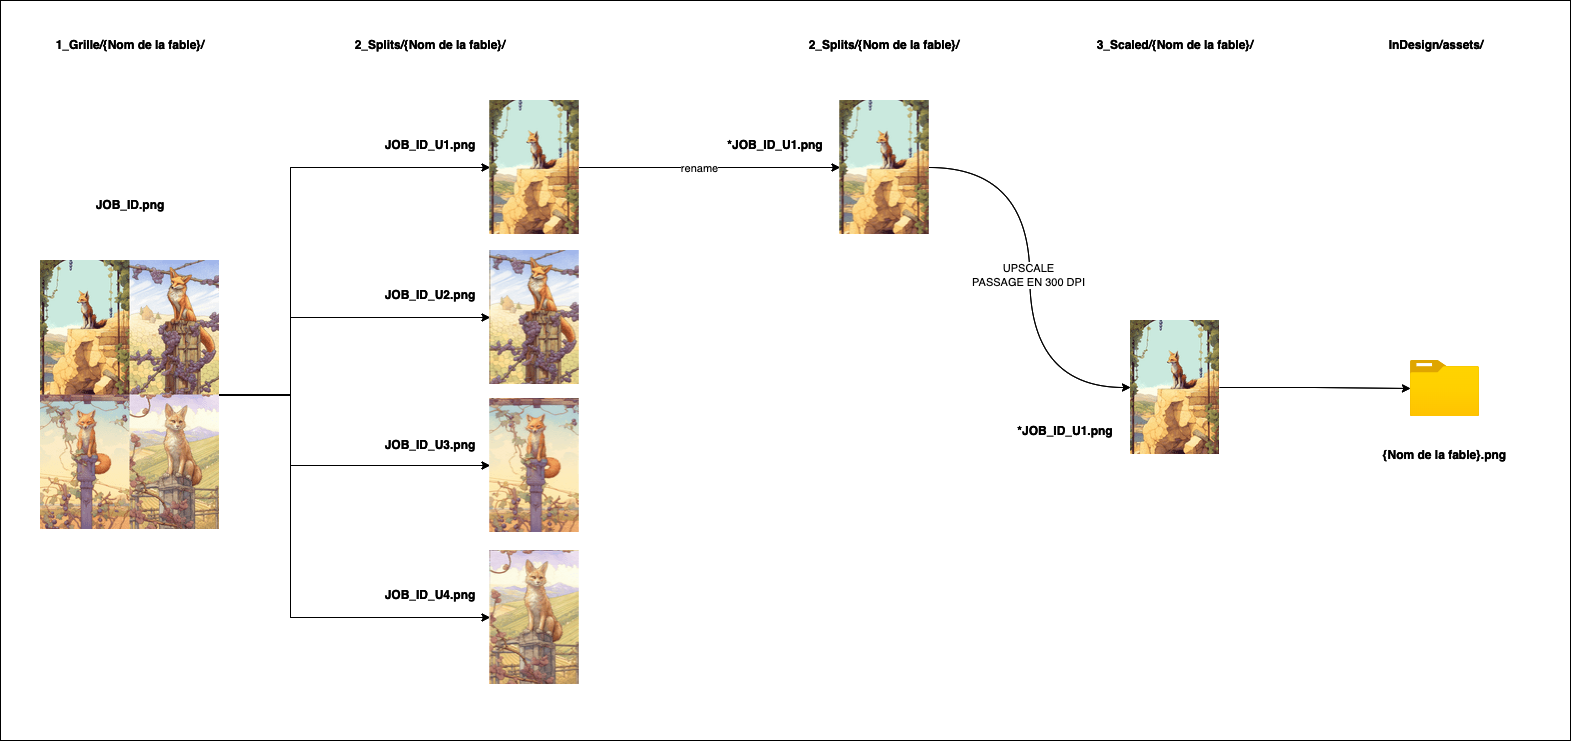 1_Grille/{Nom de la fable}/
2_Splits/{Nom de la fable}/
2_Splits/{Nom de la fable}/
3_Scaled/{Nom de la fable}/
InDesign/assets/
JOB_ID_U1.png
*JOB_ID_U1.png
rename
JOB_ID.png
UPSCALE
PASSAGE EN 300 DPI
JOB_ID_U2.png
*JOB_ID_U1.png
JOB_ID_U3.png
{Nom de la fable}.png
JOB_ID_U4.png